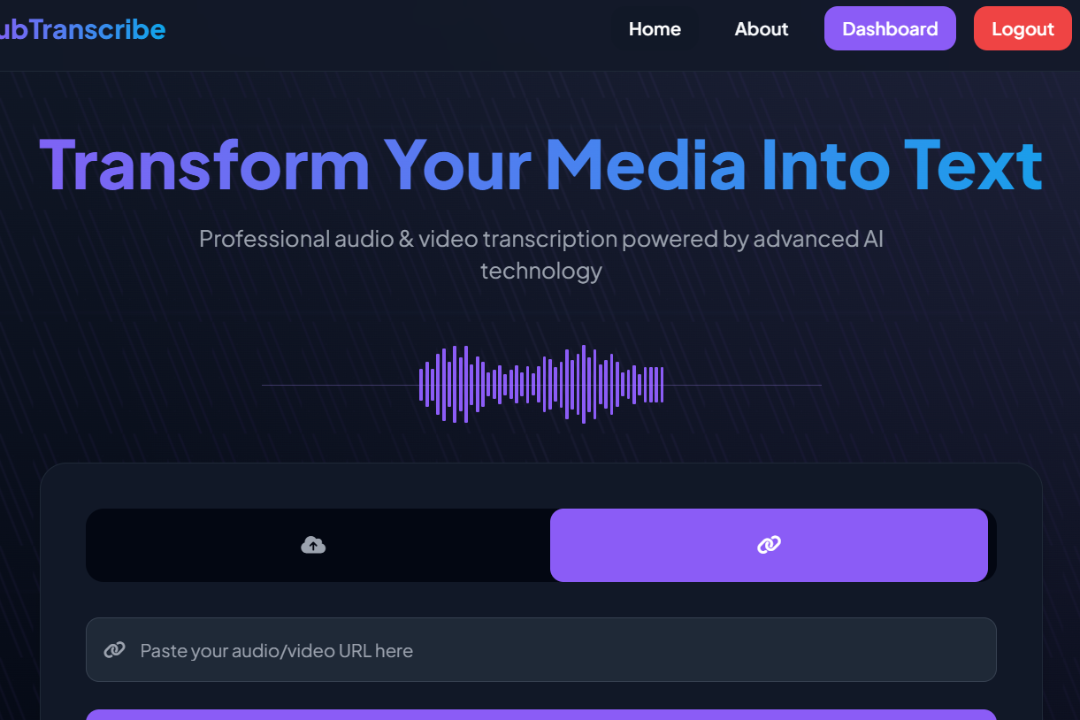 ubTranscribe
Home
About
Dashboard
Logout
Transform Your Media Into Text
Professional audio & video transcription powered by advanced AI
technology
Paste your audio/video URL here